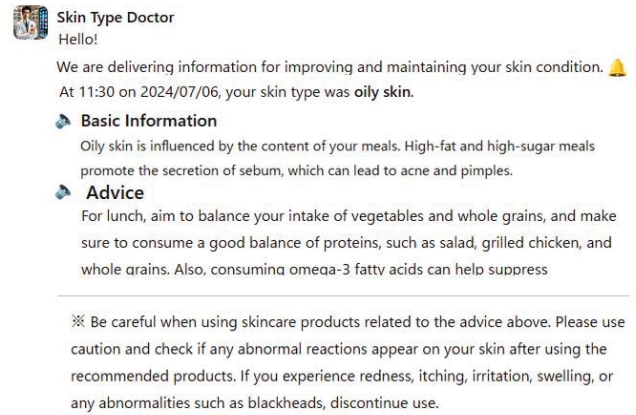 Skin Type Doctor
Hello!
We are delivering information for improving and maintaining your skin condition. 🔔
At 11:30 on 2024/07/06, your skin type was oily skin.
🔈 Basic Information
Oily skin is influenced by the content of your meals. High-fat and high-sugar meals
promote the secretion of sebum, which can lead to acne and pimples.
🔈 Advice
For lunch, aim to balance your intake of vegetables and whole grains, and make
sure to consume a good balance of proteins, such as salad, grilled chicken, and
whole grains. Also, consuming omega-3 fatty acids can help suppress
※ Be careful when using skincare products related to the advice above. Please use
caution and check if any abnormal reactions appear on your skin after using the
recommended products. If you experience redness, itching, irritation, swelling, or
any abnormalities such as blackheads, discontinue use.